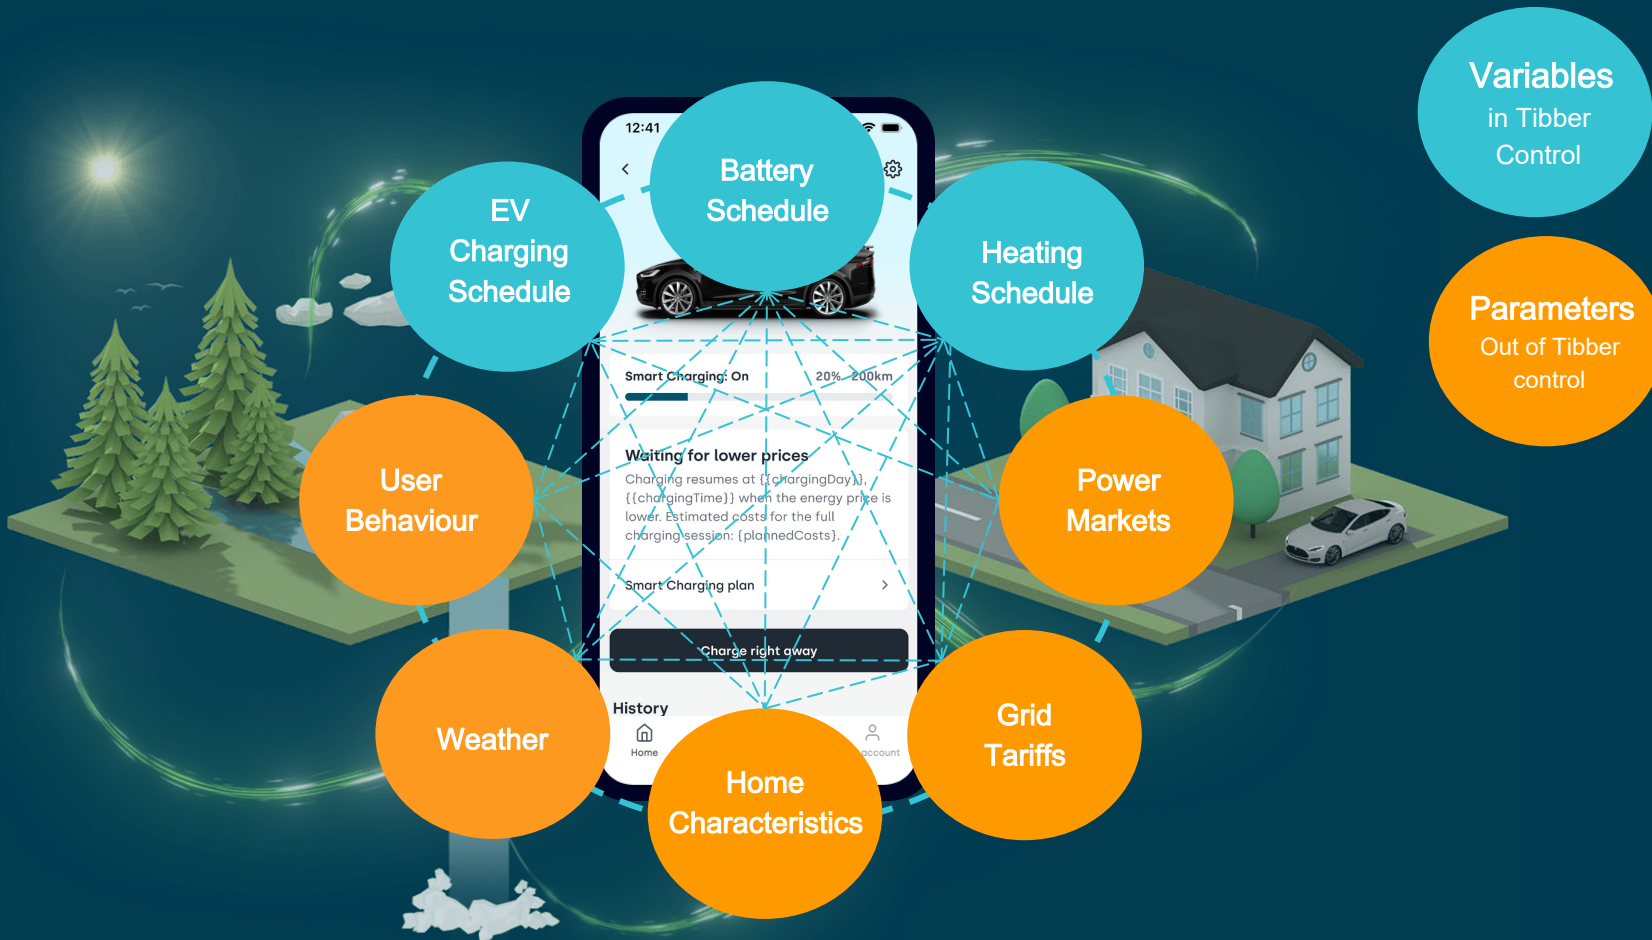 Variables
in Tibber
Control
Parameters
Out of Tibber
control
12:41
Battery
Schedule
EV
Charging
Schedule
Heating
Schedule
Smart Charging: On
20% 200km
Waiting for lower prices
Charging resumes at {{chargingDay}},
{{chargingTime}} when the energy price is
lower. Estimated costs for the full
charging session: {plannedCosts}.
User
Behaviour
Power
Markets
Smart Charging plan
Charge right away
History
Weather
Grid
Tariffs
Home
account
Home
Characteristics